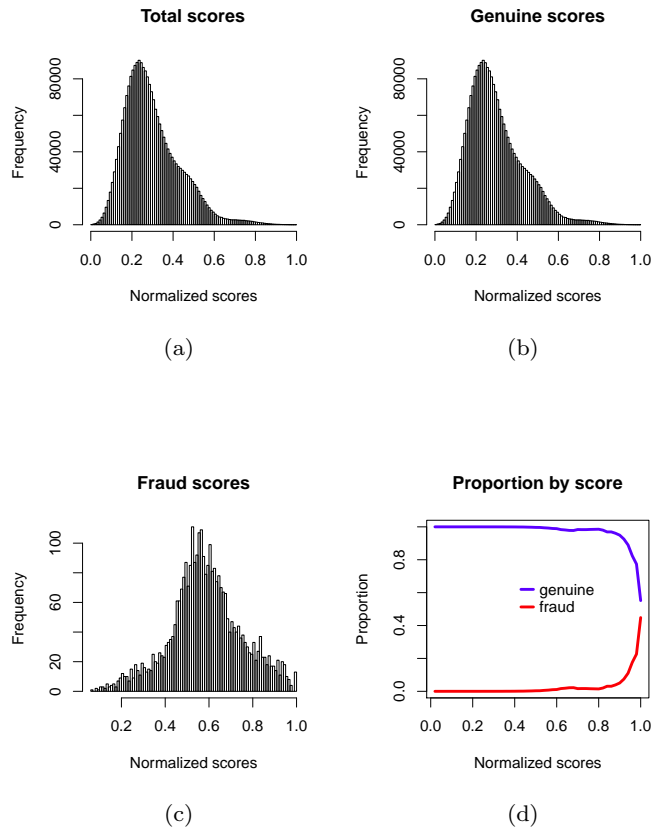 Total scores
Frequency
0 40000 80000
0.0 0.2 0.4 0.6 0.8 1.0
Normalized scores
(a)
Genuine scores
Frequency
0 40000 80000
0.0 0.2 0.4 0.6 0.8 1.0
Normalized scores
(b)
Fraud scores
Frequency
0 20 60 100
0.2 0.4 0.6 0.8 1.0
Normalized scores
(c)
Proportion by score
Proportion
0.0 0.4 0.8
genuine
fraud
0.0 0.2 0.4 0.6 0.8 1.0
Normalized scores
(d)